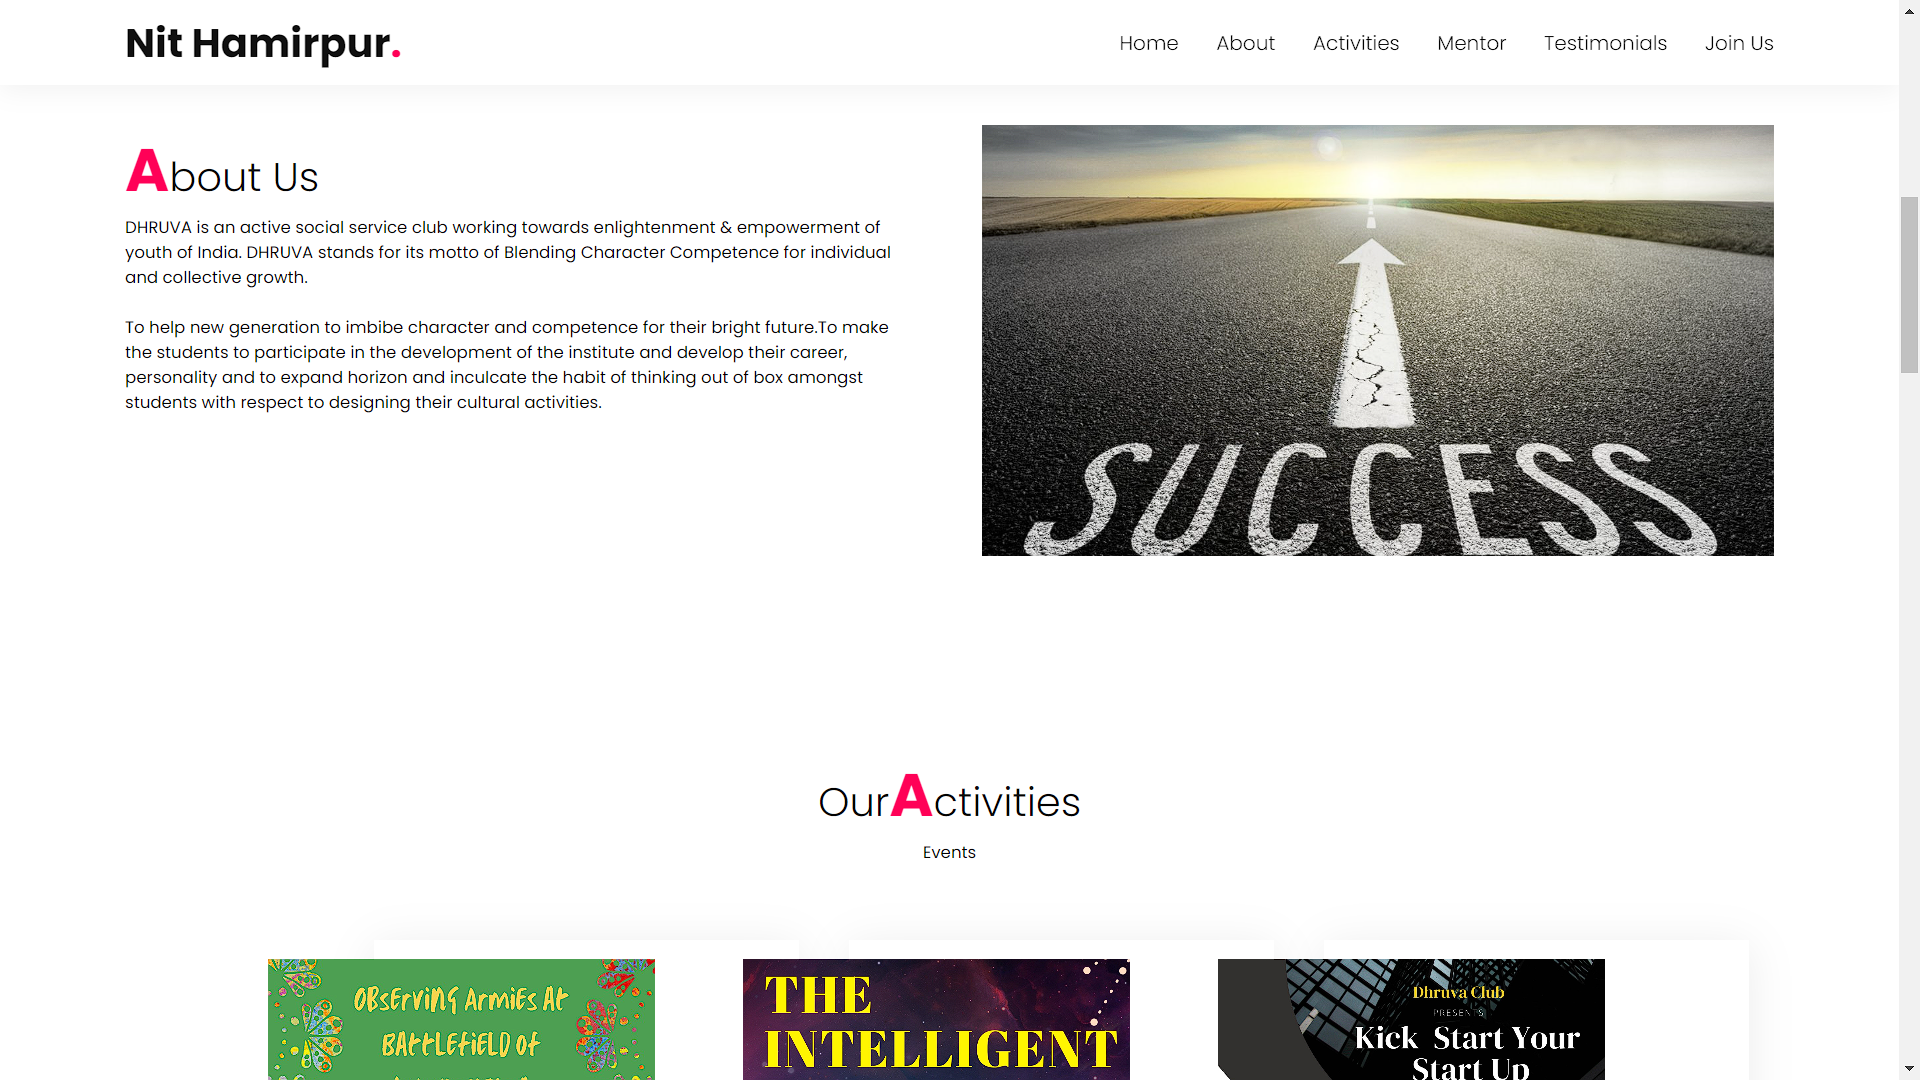 Nit Hamirpur.
Home About Activities Mentor Testimonials Join Us
About Us
DHRUVA is an active social service club working towards enlightenment & empowerment of
youth of India. DHRUVA stands for its motto of Blending Character Competence for individual
and collective growth.
To help new generation to imbibe character and competence for their bright future.To make
the students to participate in the development of the institute and develop their career,
personality and to expand horizon and inculcate the habit of thinking out of box amongst
students with respect to designing their cultural activities.
SUCCESS
OurActivities
Events
OBSERVING ARMIES AT
BATTLEFIELD OF
THE
INTELLIGENT
Dhruva Club
PRESENTS
Kick Start Your
Start Up